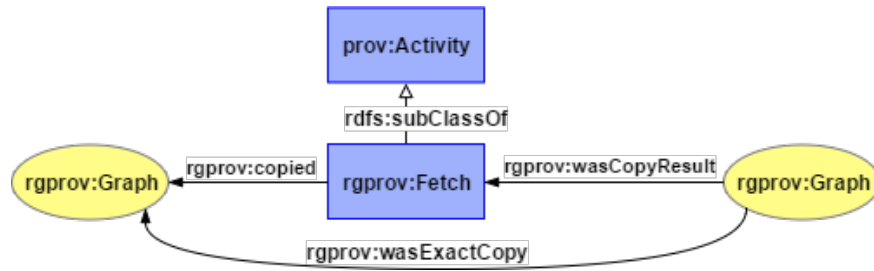 prov:Activity
rdfs:subClassOf
rgprov:Graph
rgprov:copied
rgprov:Fetch
rgprov:wasCopyResult
rgprov:Graph
rgprov:wasExactCopy